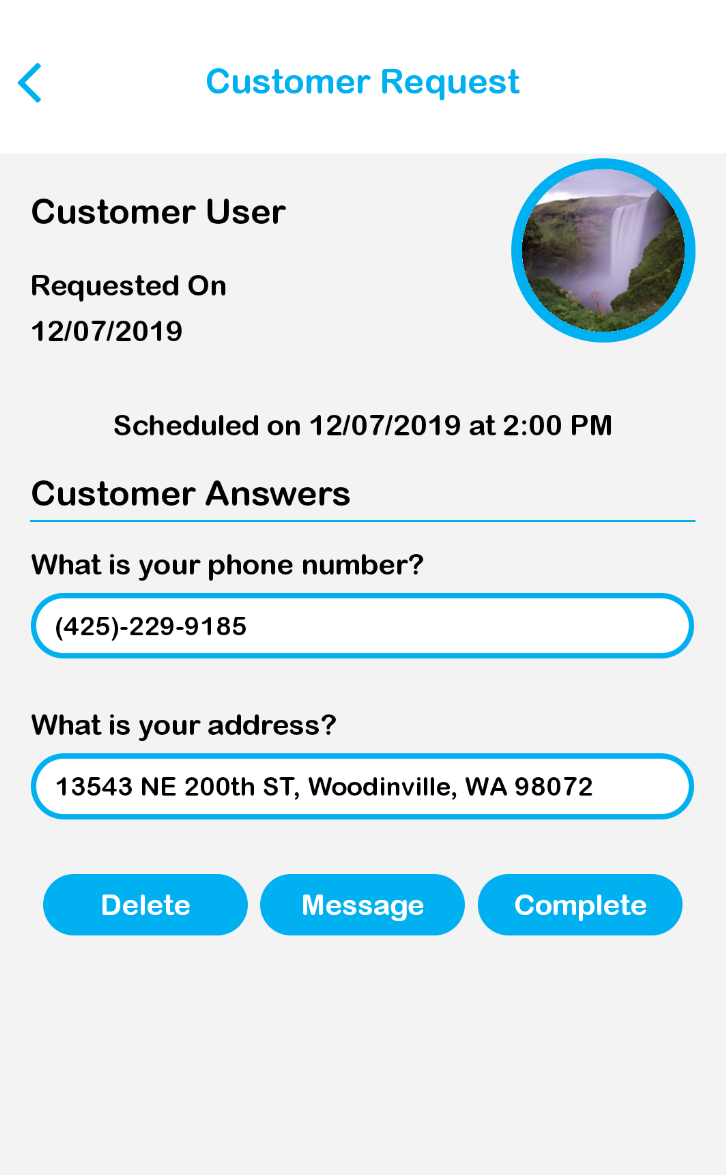 Customer Request
Customer User
Requested On
12/07/2019
Scheduled on 12/07/2019 at 2:00 PM
Customer Answers
What is your phone number?
(425)-229-9185
What is your address?
13543 NE 200th ST, Woodinville, WA 98072
Delete Message Complete